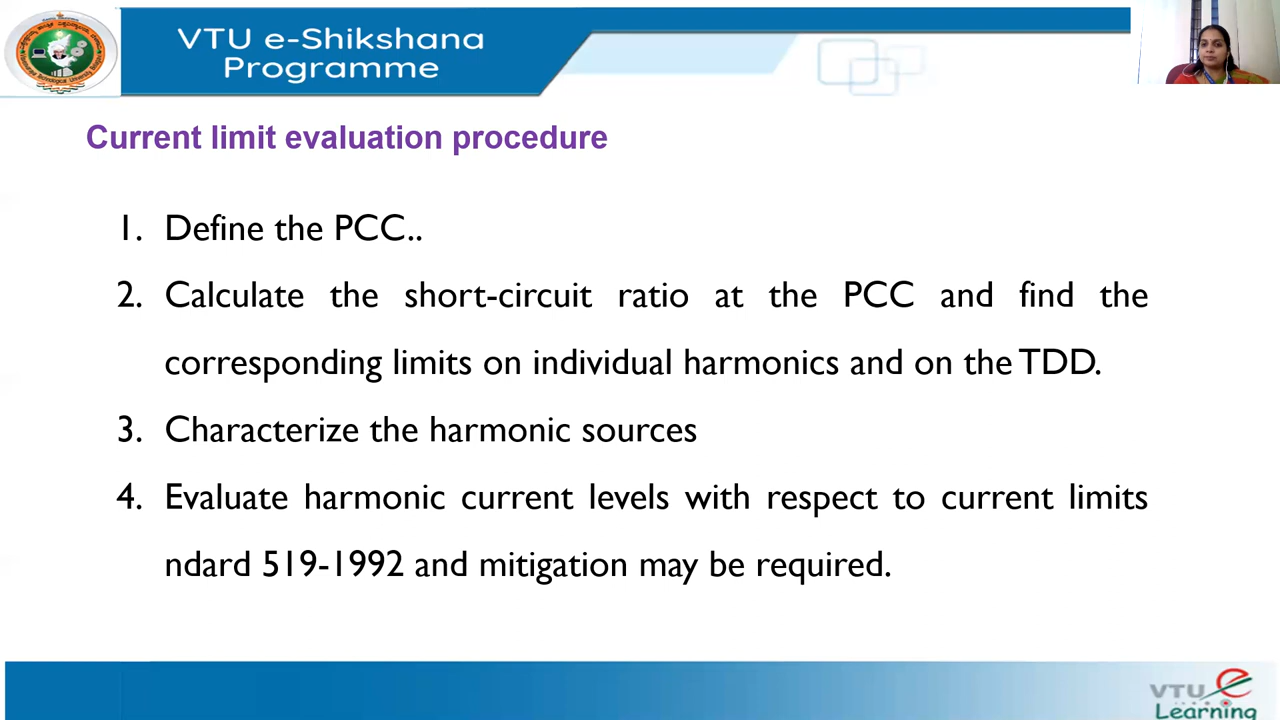 VTU e-Shikshana
Programme
Current limit evaluation procedure
1. Define the PCC..
2. Calculate the short-circuit ratio at the PCC and find the
corresponding limits on individual harmonics and on the TDD.
3. Characterize the harmonic sources
4. Evaluate harmonic current levels with respect to current limits
ndard 519-1992 and mitigation may be required.
VTU e
Learning